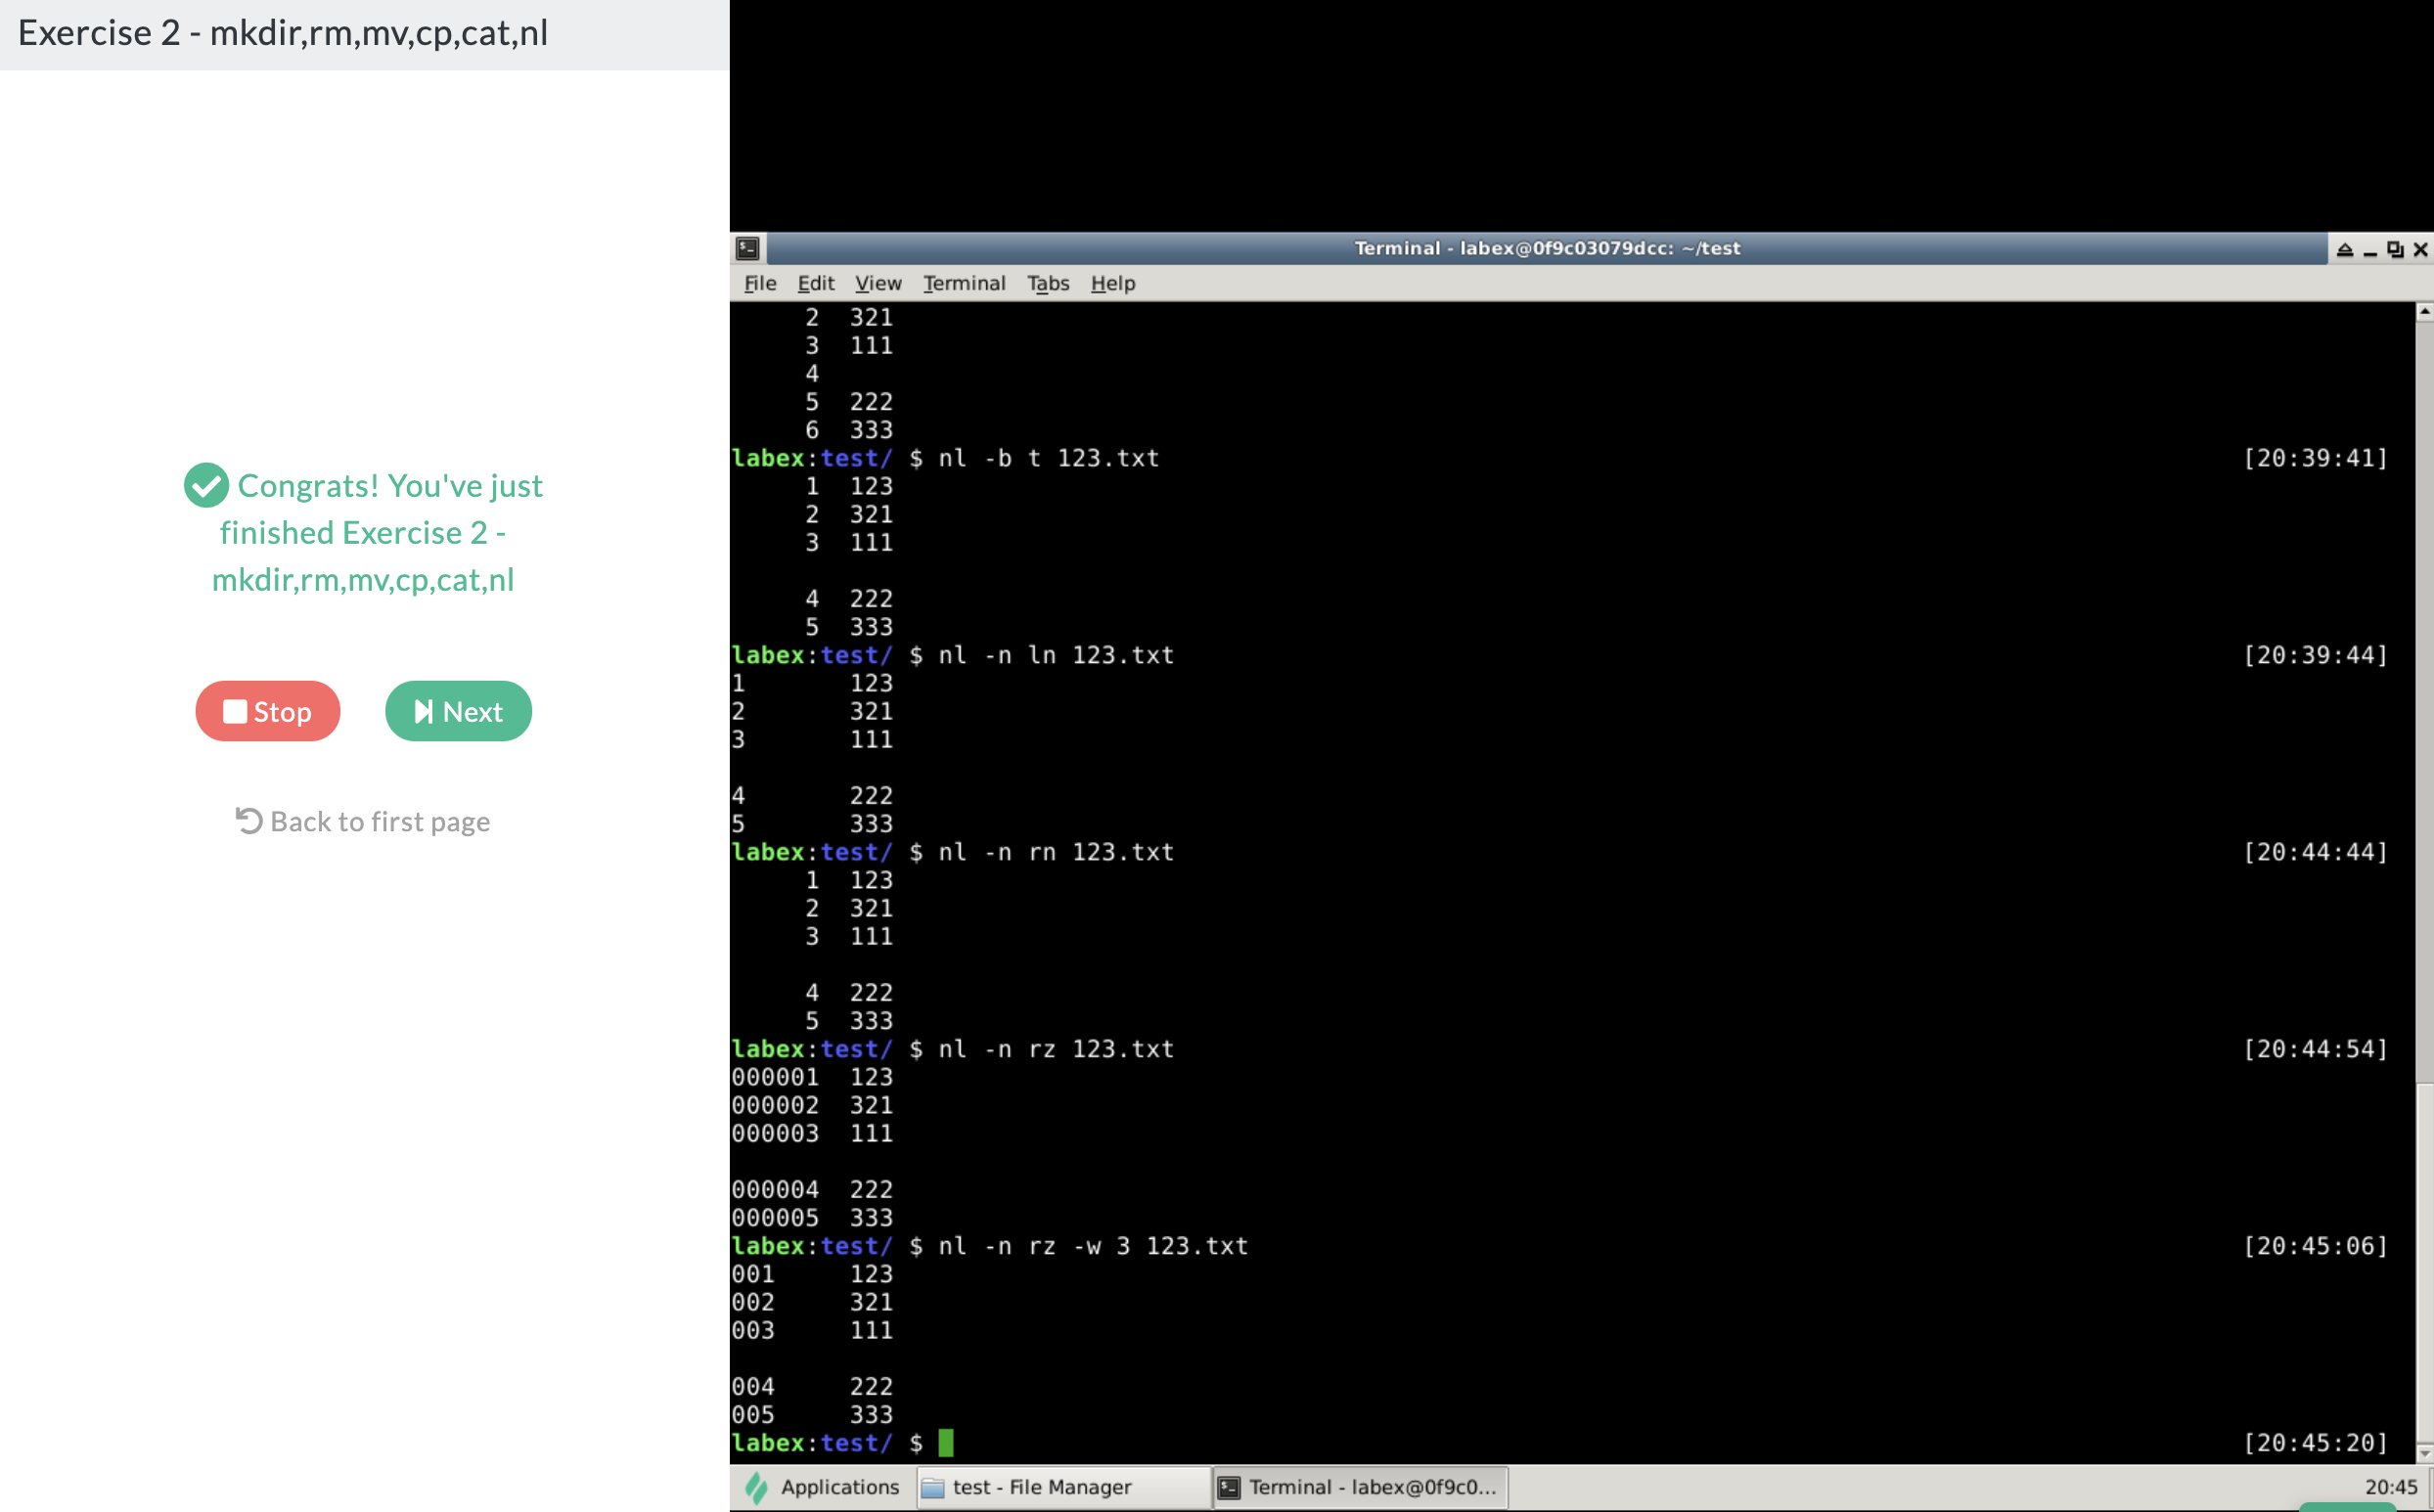 Exercise 2 - mkdir,rm,mv,cp,cat,nl
Congrats! You've just
finished Exercise 2 -
mkdir,rm,mv,cp,cat,nl
Stop
Next
Back to first page
Terminal - labex@0f9c03079dcc: ~/test
File Edit View Terminal Tabs Help
2 321
3 111
4
5 222
6 333
labex:test/ $ nl -b t 123.txt [20:39:41]
1 123
2 321
3 111
4 222
5 333
labex:test/ $ nl -n ln 123.txt [20:39:44]
1 123
2 321
3 111
4 222
5 333
labex:test/ $ nl -n rn 123.txt [20:44:44]
1 123
2 321
3 111
4 222
5 333
labex:test/ $ nl -n rz 123.txt [20:44:54]
000001 123
000002 321
000003 111
000004 222
000005 333
labex:test/ $ nl -n rz -w 3 123.txt [20:45:06]
001 123
002 321
003 111
004 222
005 333
labex:test/ $ [20:45:20]
Applications test - File Manager Terminal - labex@0f9c0... 20:45